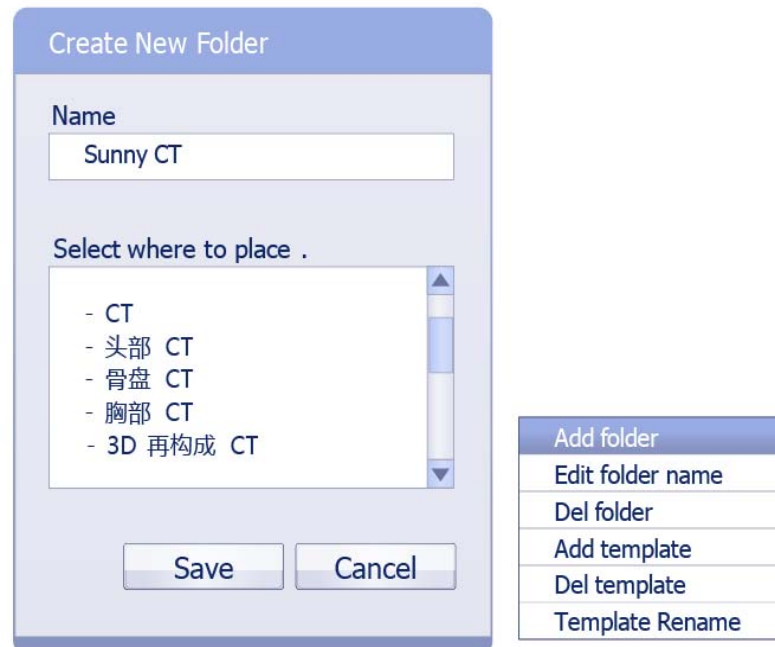 Create New Folder
Name
Sunny CT
Select where to place .
- CT
- 头部 CT
- 骨盘 CT
- 胸部 CT
- 3D 再构成 CT
Save Cancel
Add folder
Edit folder name
Del folder
Add template
Del template
Template Rename